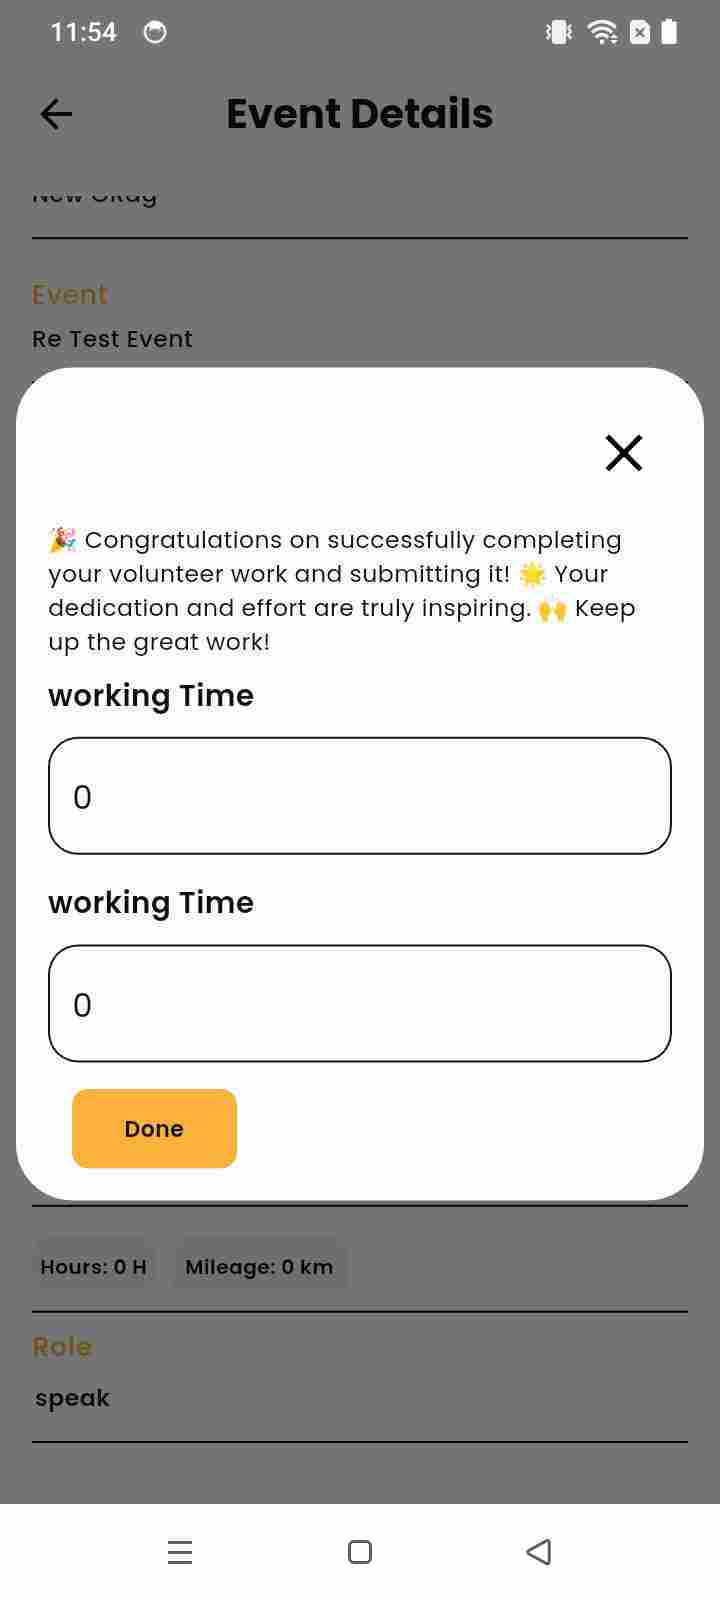 11:54
Event Details
New Okay
Event
Re Test Event
🎉 Congratulations on successfully completing
your volunteer work and submitting it! 🌟 Your
dedication and effort are truly inspiring. 🙌 Keep
up the great work!
working Time
0
working Time
0
Done
Hours: 0 H Mileage: 0 km
Role
speak